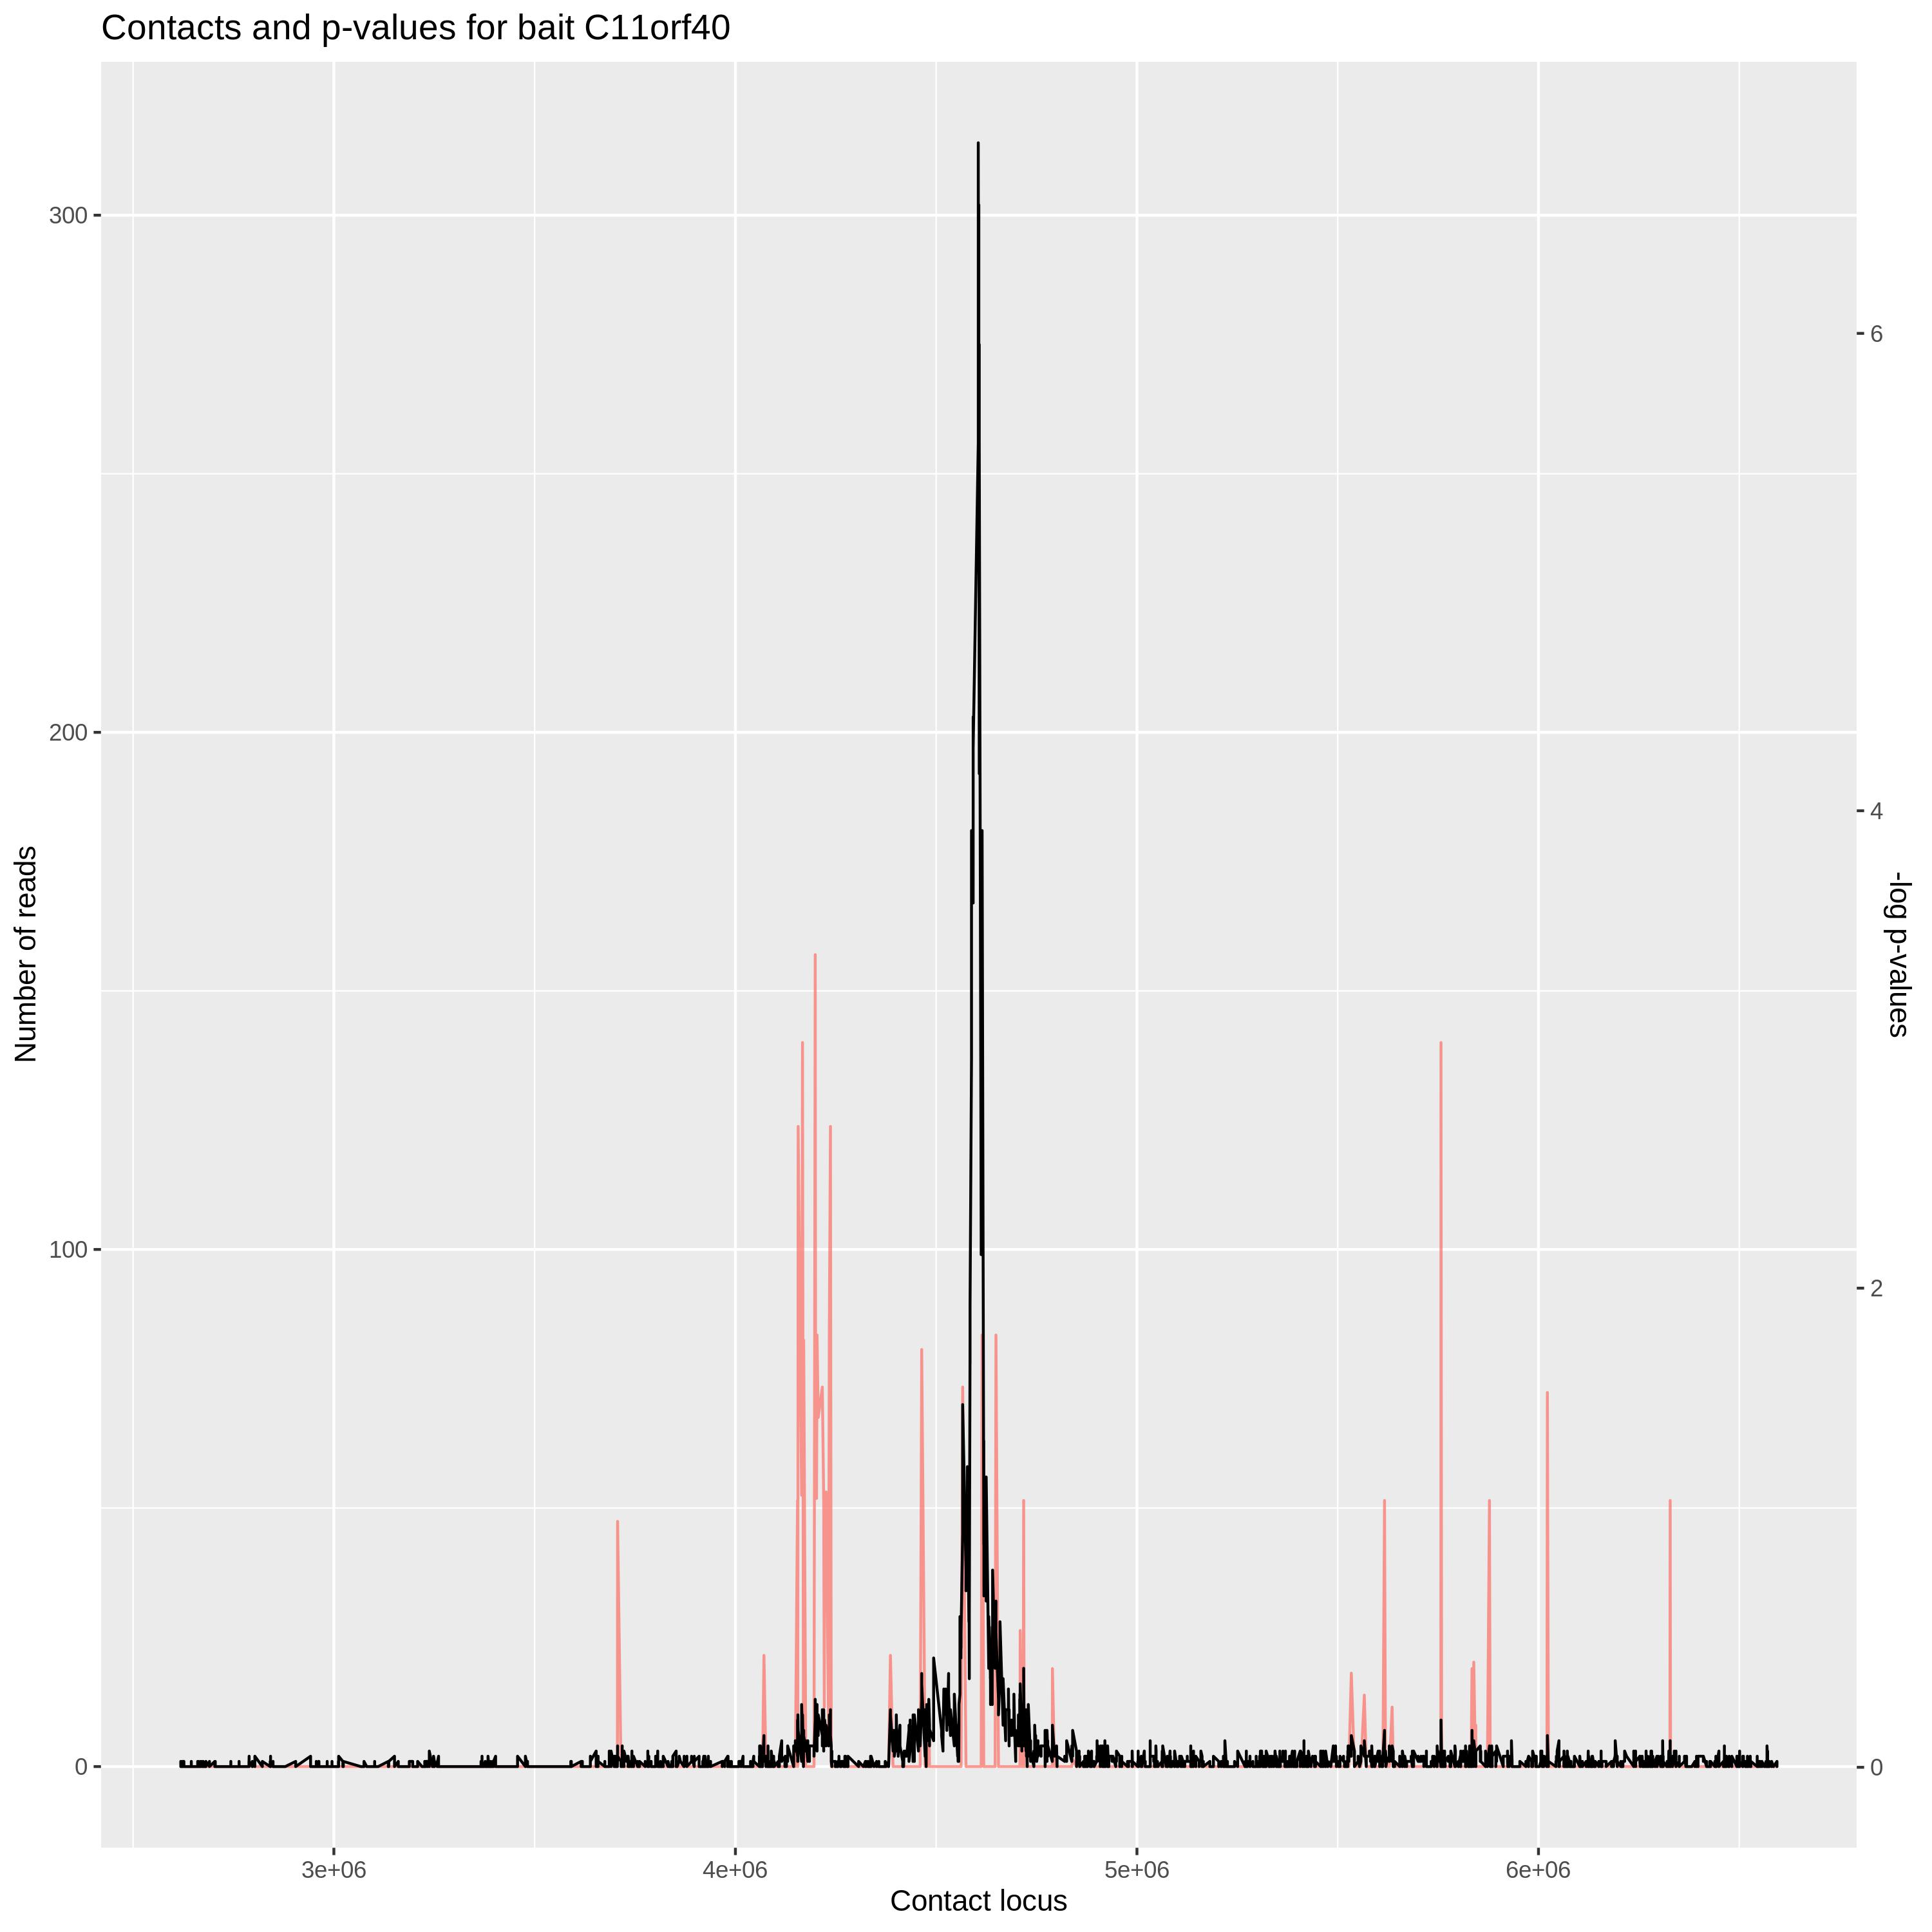 Contacts and p-values for bait C11orf40
300
200
100
0
Number of reads
6
4
2
0
-log p-values
3e+06
4e+06
5e+06
6e+06
Contact locus